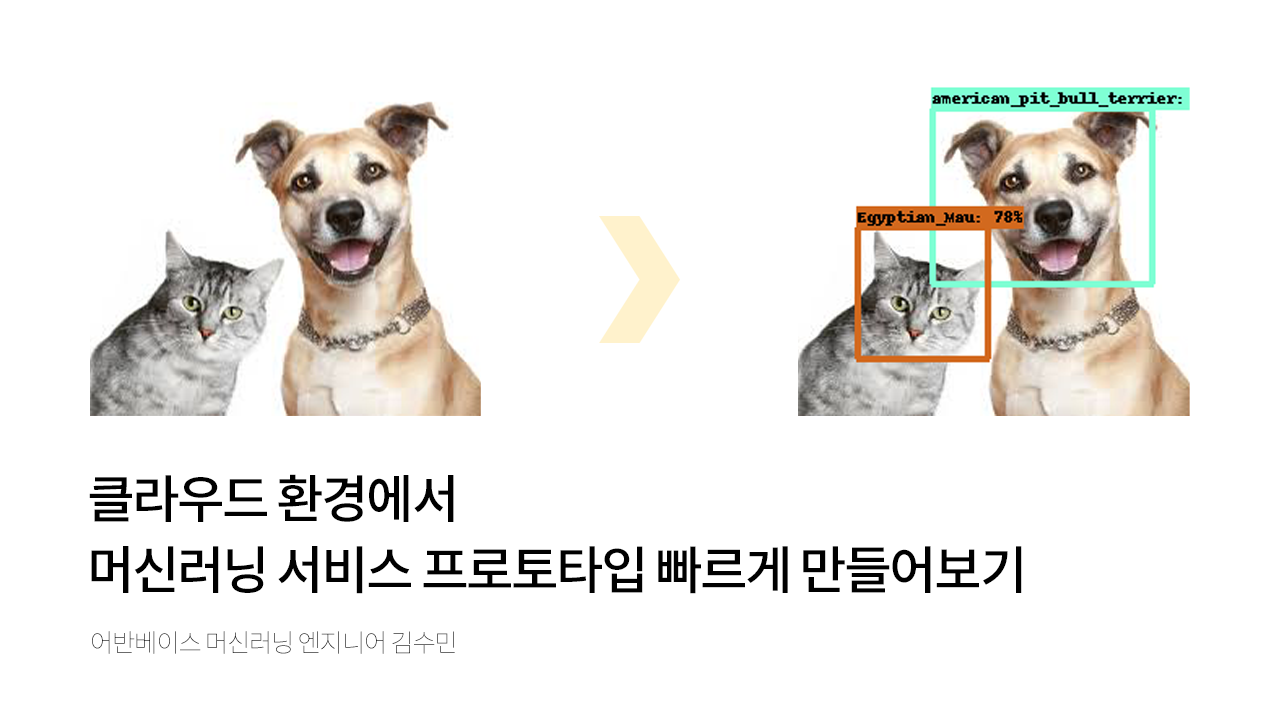 american_pit_bull_terrier:
Egyptian_Mau: 78%
클라우드 환경에서
머신러닝 서비스 프로토타입 빠르게 만들어보기
어반베이스 머신러닝 엔지니어 김수민